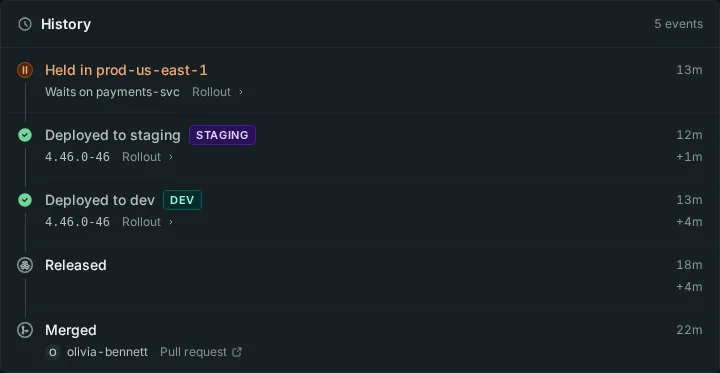 History 5 events
Held in prod-us-east-1 13m
Waits on payments-svc Rollout ›
Deployed to staging STAGING 12m
4.46.0-46 Rollout › +1m
Deployed to dev DEV 13m
4.46.0-46 Rollout › +4m
Released 18m
+4m
Merged 22m
O olivia-bennett Pull request